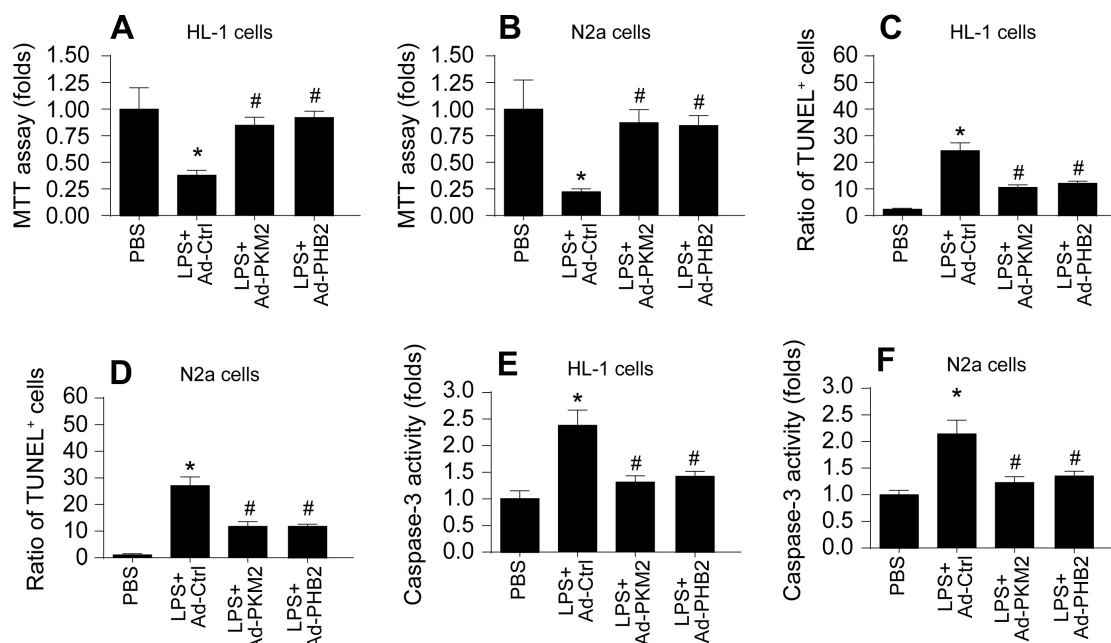 A
HL-1 cells
MTT assay (folds)
1.50
1.25
1.00
0.75
0.50
0.25
0.00
*
#
#
PBS
LPS+
Ad-Ctrl
LPS+
Ad-PKM2
LPS+
Ad-PHB2
B
N2a cells
MTT assay (folds)
1.50
1.25
1.00
0.75
0.50
0.25
0.00
*
#
#
PBS
LPS+
Ad-Ctrl
LPS+
Ad-PKM2
LPS+
Ad-PHB2
C
HL-1 cells
Ratio of TUNEL⁺ cells
60
50
40
30
20
10
0
*
#
#
PBS
LPS+
Ad-Ctrl
LPS+
Ad-PKM2
LPS+
Ad-PHB2
D
N2a cells
Ratio of TUNEL⁺ cells
60
50
40
30
20
10
0
*
#
#
PBS
LPS+
Ad-Ctrl
LPS+
Ad-PKM2
LPS+
Ad-PHB2
E
HL-1 cells
Caspase-3 activity (folds)
3.0
2.5
2.0
1.5
1.0
0.5
0.0
*
#
#
PBS
LPS+
Ad-Ctrl
LPS+
Ad-PKM2
LPS+
Ad-PHB2
F
N2a cells
Caspase-3 activity (folds)
3.0
2.5
2.0
1.5
1.0
0.5
0.0
*
#
#
PBS
LPS+
Ad-Ctrl
LPS+
Ad-PKM2
LPS+
Ad-PHB2